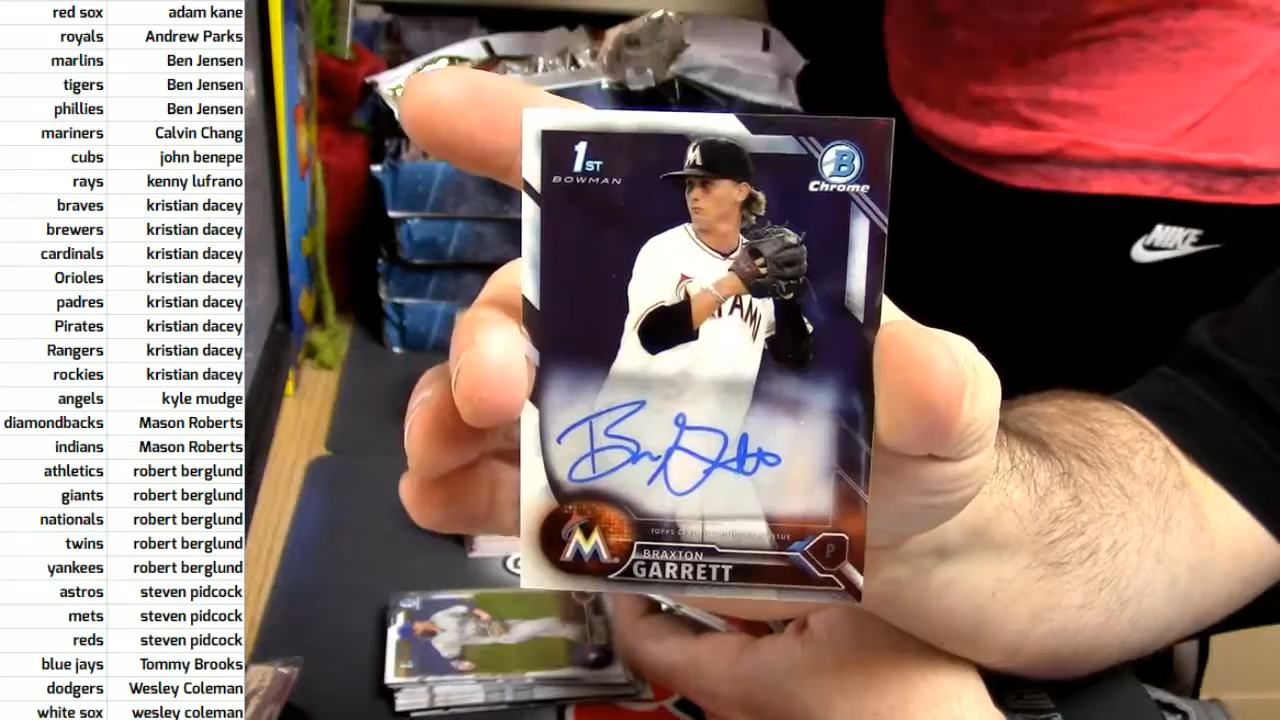 red sox adam kane
royals Andrew Parks
marlins Ben Jensen
tigers Ben Jensen
phillies Ben Jensen
mariners Calvin Chang
cubs john benepe
rays kenny lufrano
braves kristian dacey
brewers kristian dacey
cardinals kristian dacey
Orioles kristian dacey
padres kristian dacey
Pirates kristian dacey
Rangers kristian dacey
rockies kristian dacey
angels kyle mudge
diamondbacks Mason Roberts
indians Mason Roberts
athletics robert berglund
giants robert berglund
nationals robert berglund
twins robert berglund
yankees robert berglund
astros steven pidcock
mets steven pidcock
reds steven pidcock
blue jays Tommy Brooks
dodgers Wesley Coleman
white sox wesley coleman
1ST
BOWMAN
B
Chrome
M
NIKE
M
BRAXTON
GARRETT
P